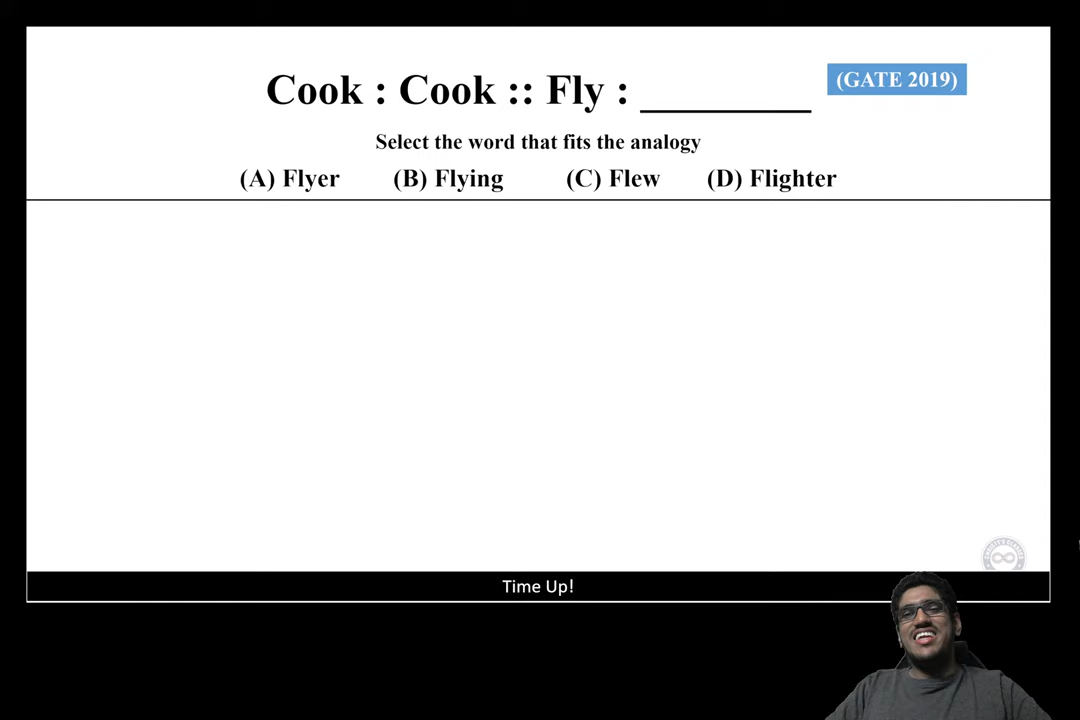 Cook : Cook :: Fly : ________
(GATE 2019)
Select the word that fits the analogy
(A) Flyer (B) Flying (C) Flew (D) Flighter
Time Up!